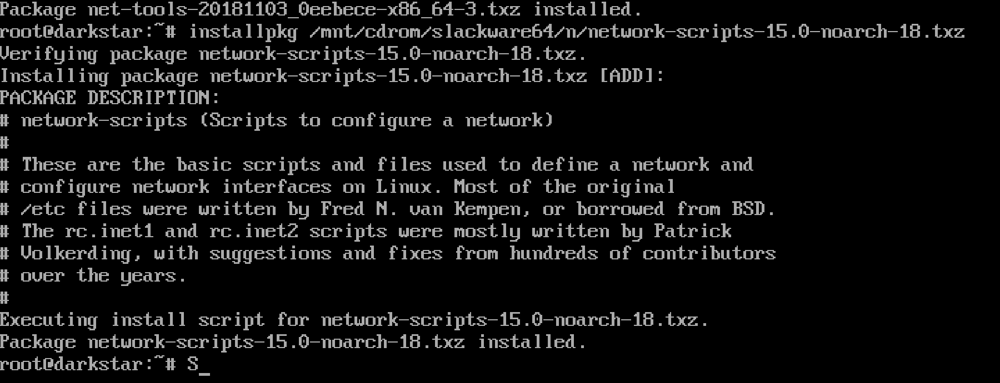 Package net-tools-20181103_0eebece-x86_64-3.txz installed.
root@darkstar:~# installpkg /mnt/cdrom/slackware64/n/network-scripts-15.0-noarch-18.txz
Verifying package network-scripts-15.0-noarch-18.txz.
Installing package network-scripts-15.0-noarch-18.txz [ADD]:
PACKAGE DESCRIPTION:
# network-scripts (Scripts to configure a network)
#
# These are the basic scripts and files used to define a network and
# configure network interfaces on Linux. Most of the original
# /etc files were written by Fred N. van Kempen, or borrowed from BSD.
# The rc.inet1 and rc.inet2 scripts were mostly written by Patrick
# Volkerding, with suggestions and fixes from hundreds of contributors
# over the years.
#
Executing install script for network-scripts-15.0-noarch-18.txz.
Package network-scripts-15.0-noarch-18.txz installed.
root@darkstar:~# S_